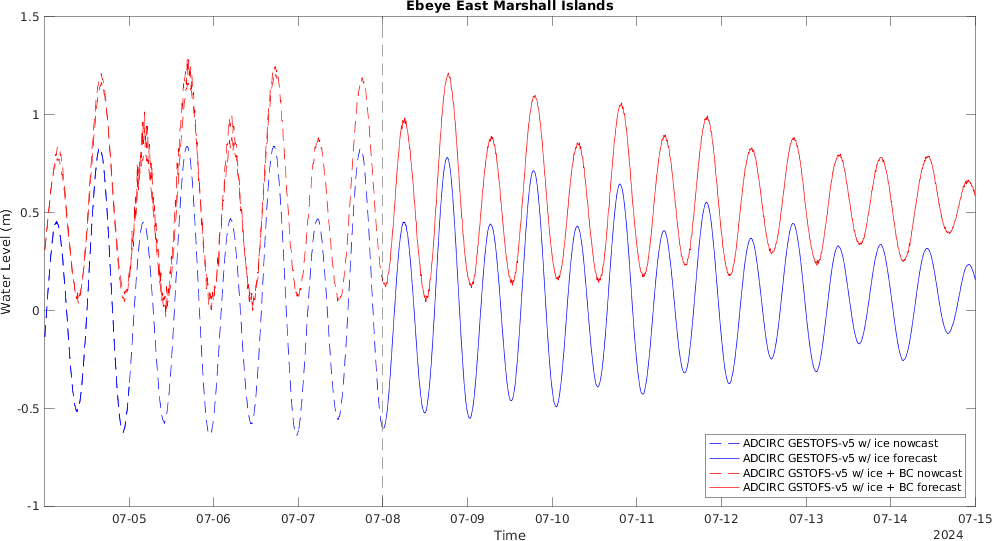 Ebeye East Marshall Islands
1.5
1
0.5
0
-0.5
-1
Water Level (m)
ADCIRC GESTOFS-v5 w/ ice nowcast
ADCIRC GESTOFS-v5 w/ ice forecast
ADCIRC GSTOFS-v5 w/ ice + BC nowcast
ADCIRC GSTOFS-v5 w/ ice + BC forecast
07-05 07-06 07-07 07-08 07-09 07-10 07-11 07-12 07-13 07-14 07-15
Time
2024